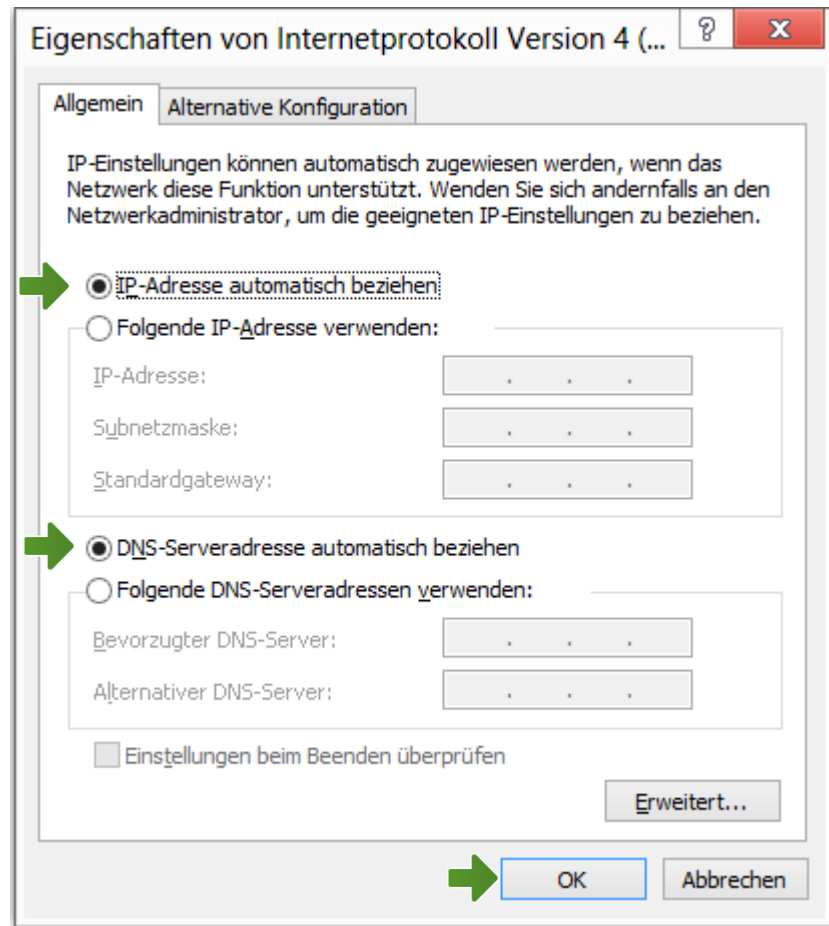 Eigenschaften von Internetprotokoll Version 4 (...
?
X
Allgemein
Alternative Konfiguration
IP-Einstellungen können automatisch zugewiesen werden, wenn das
Netzwerk diese Funktion unterstützt. Wenden Sie sich andernfalls an den
Netzwerkadministrator, um die geeigneten IP-Einstellungen zu beziehen.
IP-Adresse automatisch beziehen
Folgende IP-Adresse verwenden:
IP-Adresse:
. . .
Subnetzmaske:
. . .
Standardgateway:
. . .
DNS-Serveradresse automatisch beziehen
Folgende DNS-Serveradressen verwenden:
Bevorzugter DNS-Server:
. . .
Alternativer DNS-Server:
. . .
Einstellungen beim Beenden überprüfen
Erweitert...
OK
Abbrechen